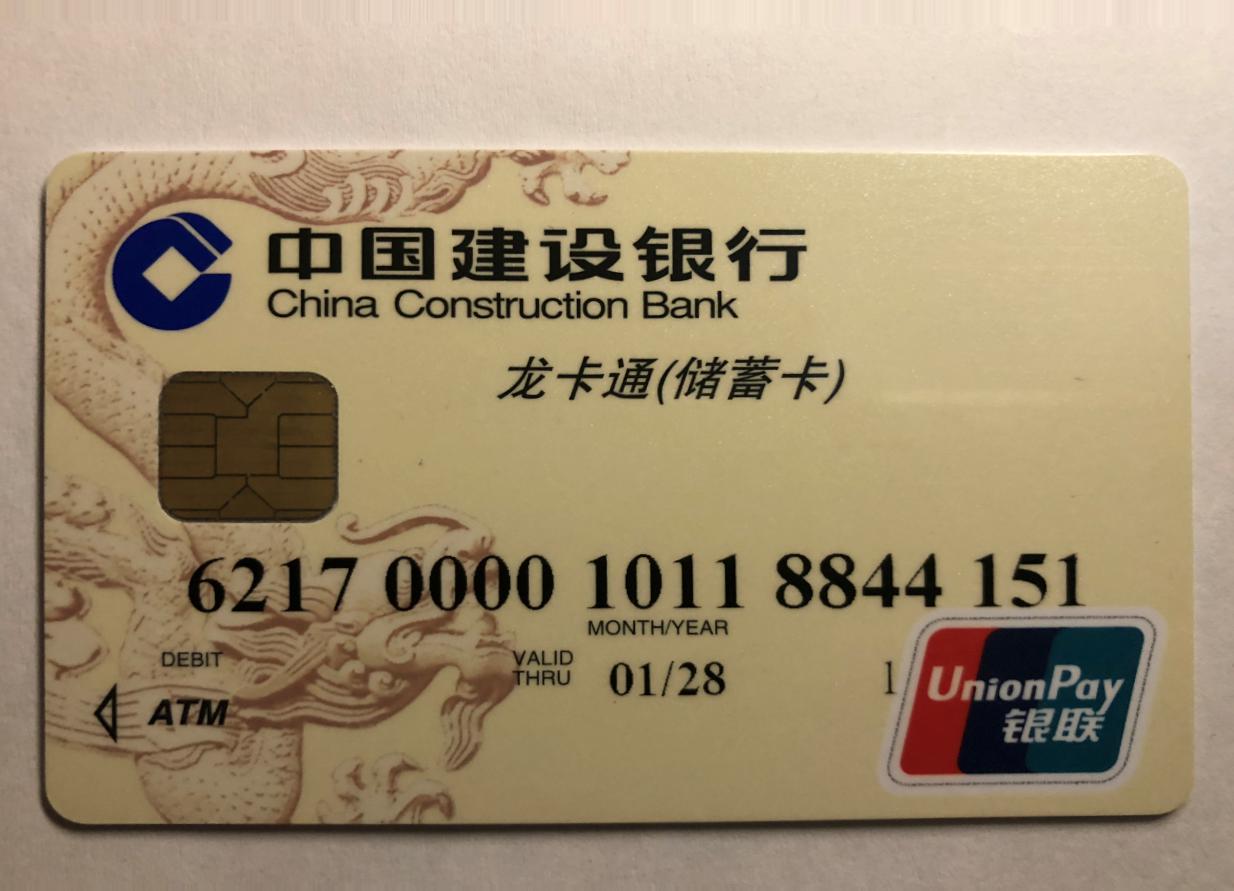 中国建设银行
China Construction Bank
龙卡通(储蓄卡)
6217 0000 1011 8844 151
MONTH/YEAR
DEBIT
VALID
THRU
01/28
1
ATM
UnionPay
银联